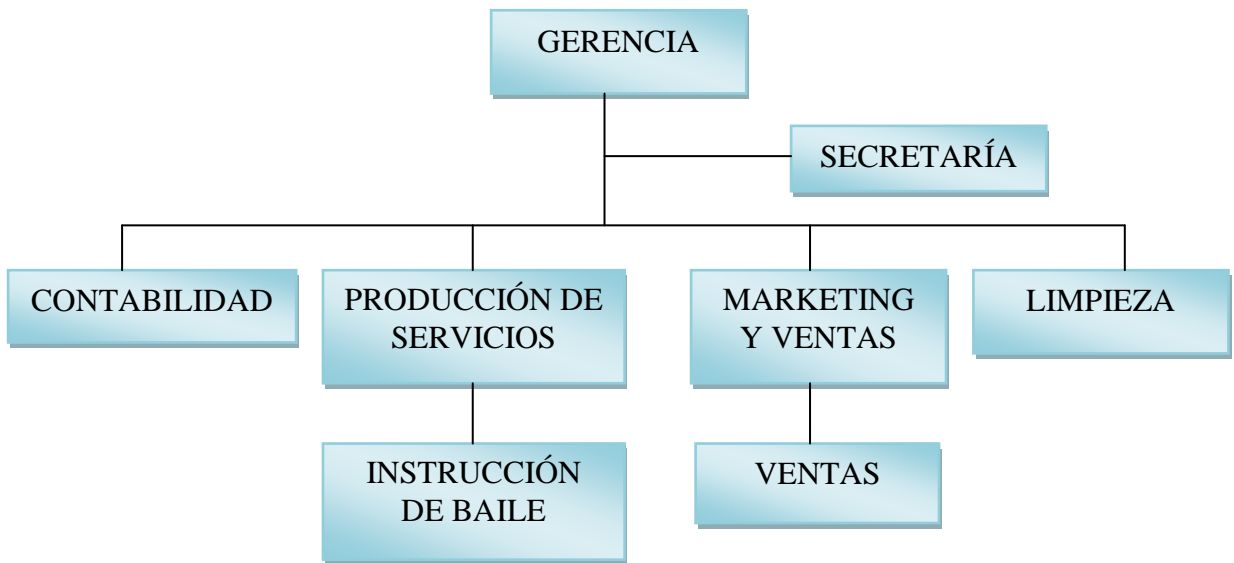 GERENCIA
SECRETARÍA
CONTABILIDAD
PRODUCCIÓN DE
SERVICIOS
MARKETING
Y VENTAS
LIMPIEZA
INSTRUCCIÓN
DE BAILE
VENTAS